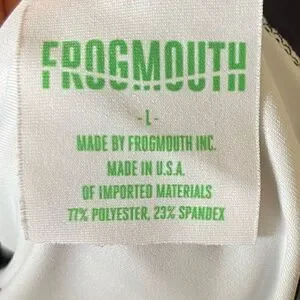 FROGMOUTH
- L -
MADE BY FROGMOUTH INC.
MADE IN U.S.A.
OF IMPORTED MATERIALS
77% POLYESTER, 23% SPANDEX